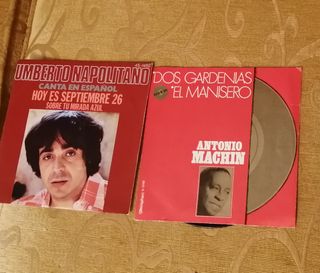 UMBERTO NAPOLITANO
CANTA EN ESPAÑOL
HOY ES SEPTIEMBRE 26
SOBRE TU MIRADA AZUL
DOS GARDENIAS
EL MANISERO
ANTONIO
MACHIN